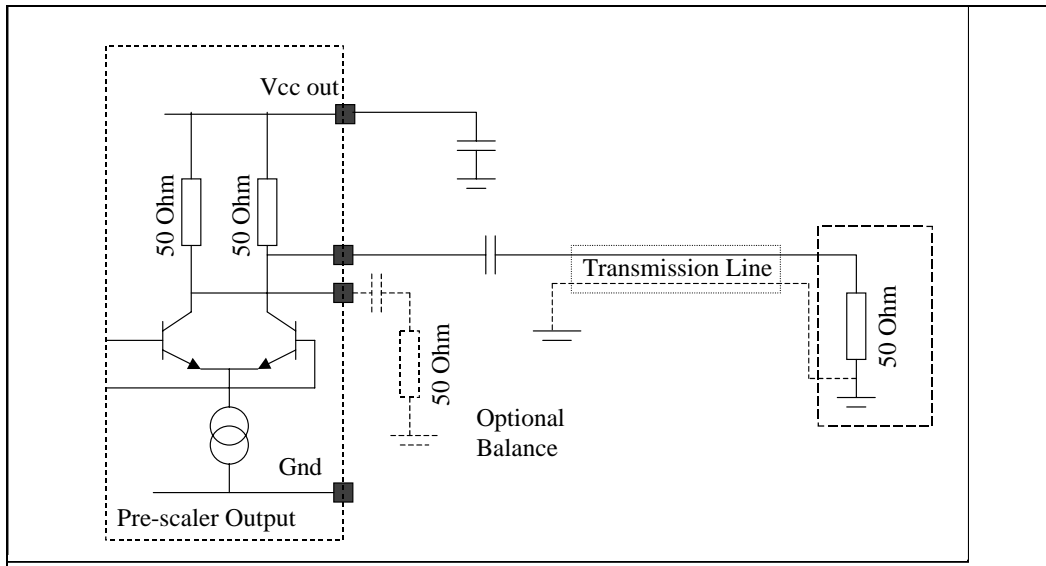 Vcc out
50 Ohm
50 Ohm
Transmission Line
50 Ohm
50 Ohm
Optional
Balance
Gnd
Pre-scaler Output